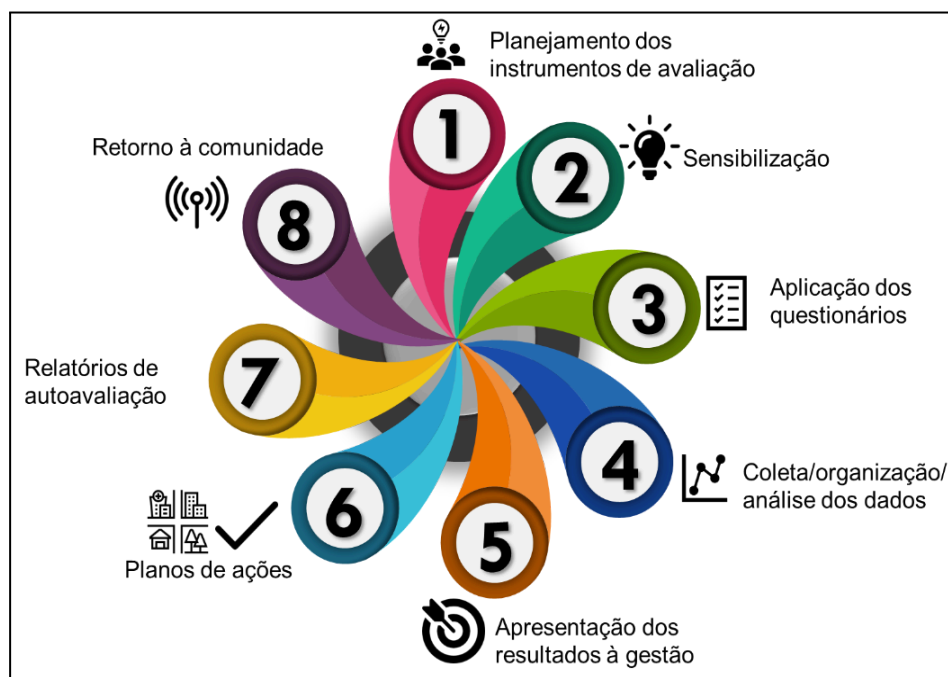 1
Planejamento dos
instrumentos de avaliação
2
Sensibilização
3
Aplicação dos
questionários
4
Coleta/organização/
análise dos dados
5
Apresentação dos
resultados à gestão
6
Planos de ações
7
Relatórios de
autoavaliação
8
Retorno à comunidade